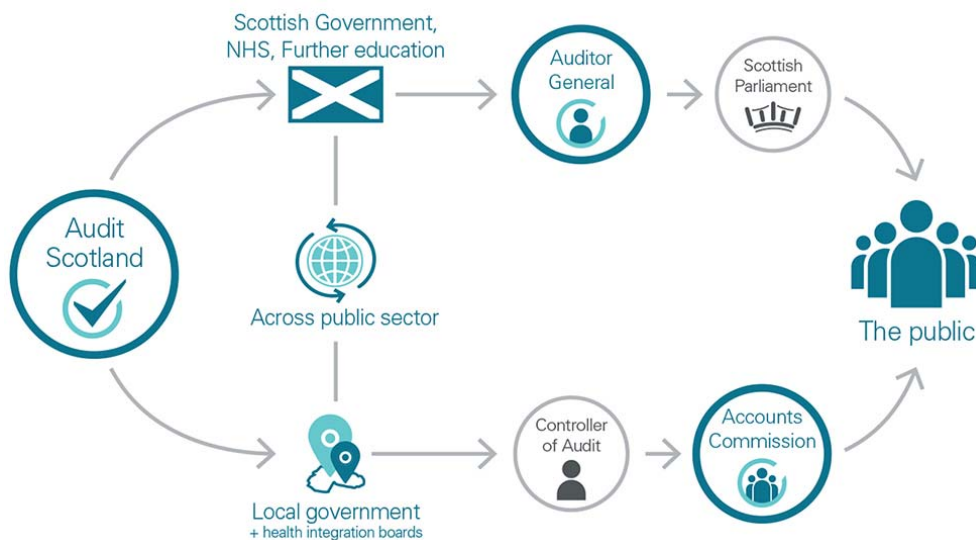 Scottish Government,
NHS, Further education
Auditor
General
Scottish
Parliament
Audit
Scotland
Across public sector
The public
Local government
+ health integration boards
Controller
of Audit
Accounts
Commission